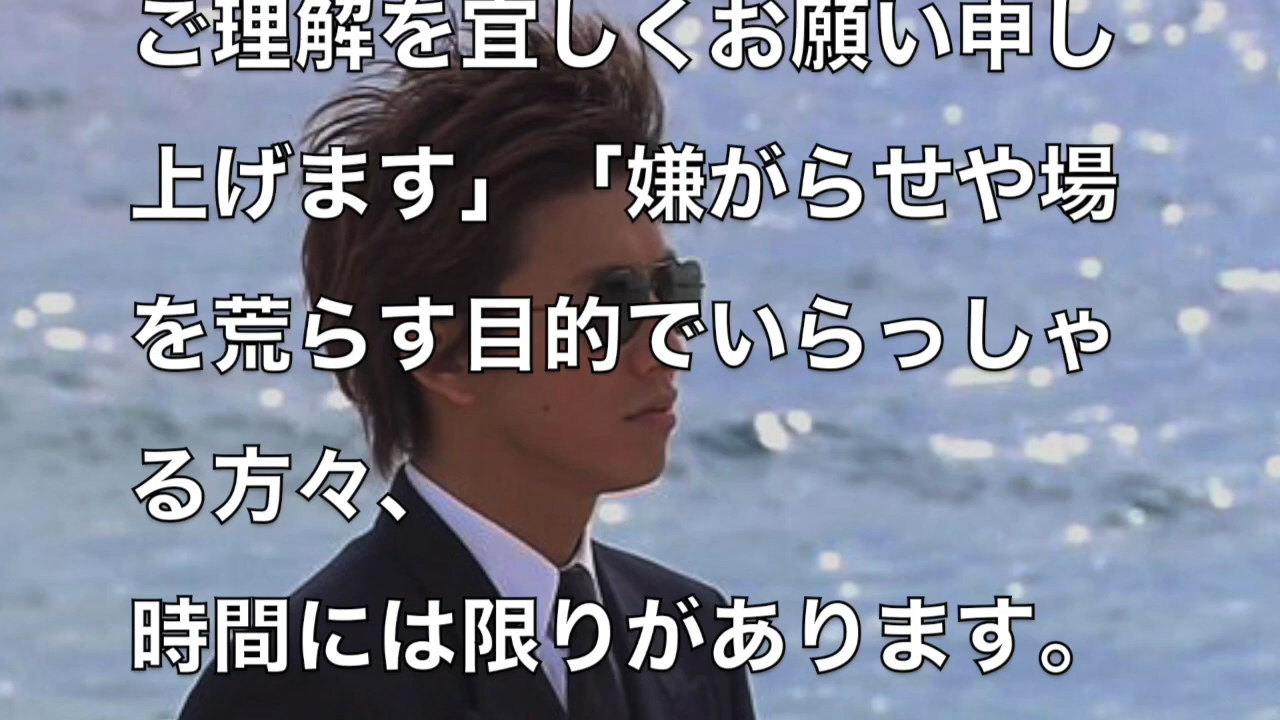 ご理解を宜しくお願い申し
上げます」「嫌がらせや場
を荒らす目的でいらっしゃ
る方々、
時間には限りがあります。